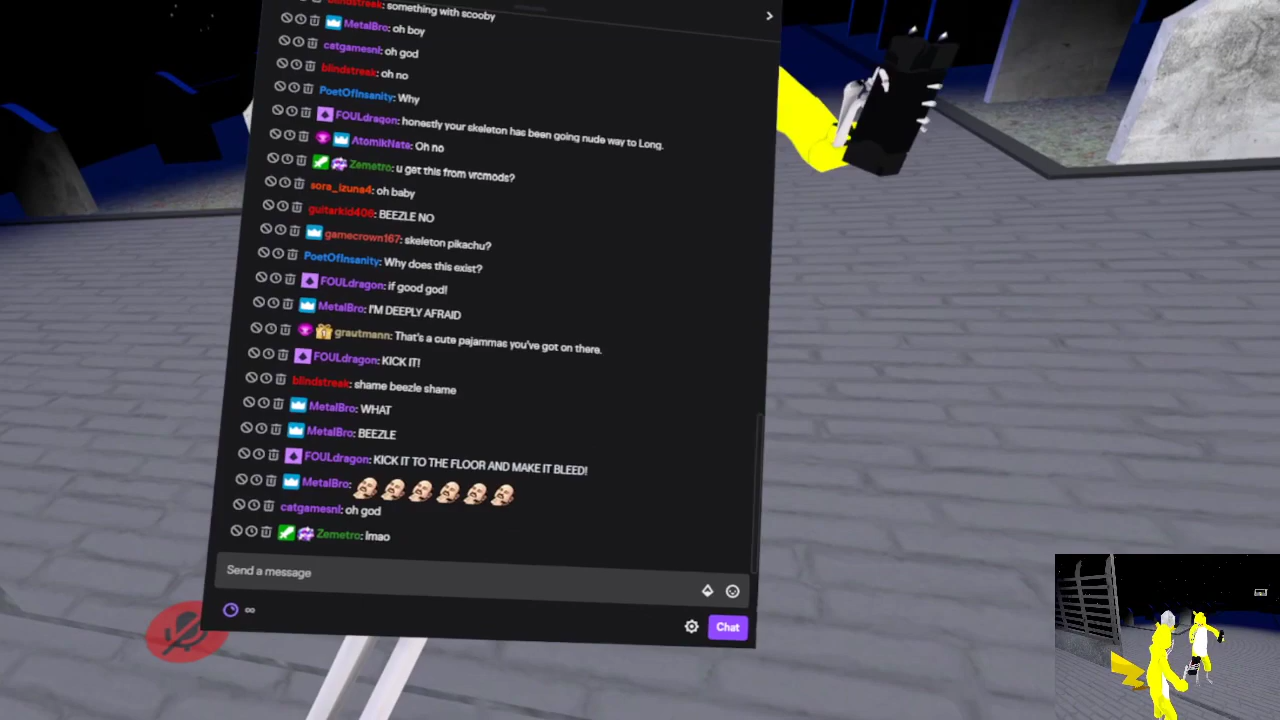 blindstreak: something with scooby
MetalBro: oh boy
catgamesnl: oh god
blindstreak: oh no
PoetOfInsanity: Why
FOULdragon: honestly your skeleton has been going nude way to Long.
AtomikNate: Oh no
Zemetro: u get this from vrcmods?
sora_izuna4: oh baby
guitarkid406: BEEZLE NO
gamecrown167: skeleton pikachu?
PoetOfInsanity: Why does this exist?
FOULdragon: if good god!
MetalBro: I'M DEEPLY AFRAID
grautmann: That's a cute pajammas you've got on there.
FOULdragon: KICK IT!
blindstreak: shame beezle shame
MetalBro: WHAT
MetalBro: BEEZLE
FOULdragon: KICK IT TO THE FLOOR AND MAKE IT BLEED!
MetalBro:
catgamesnl: oh god
Zemetro: lmao
Send a message
∞
Chat